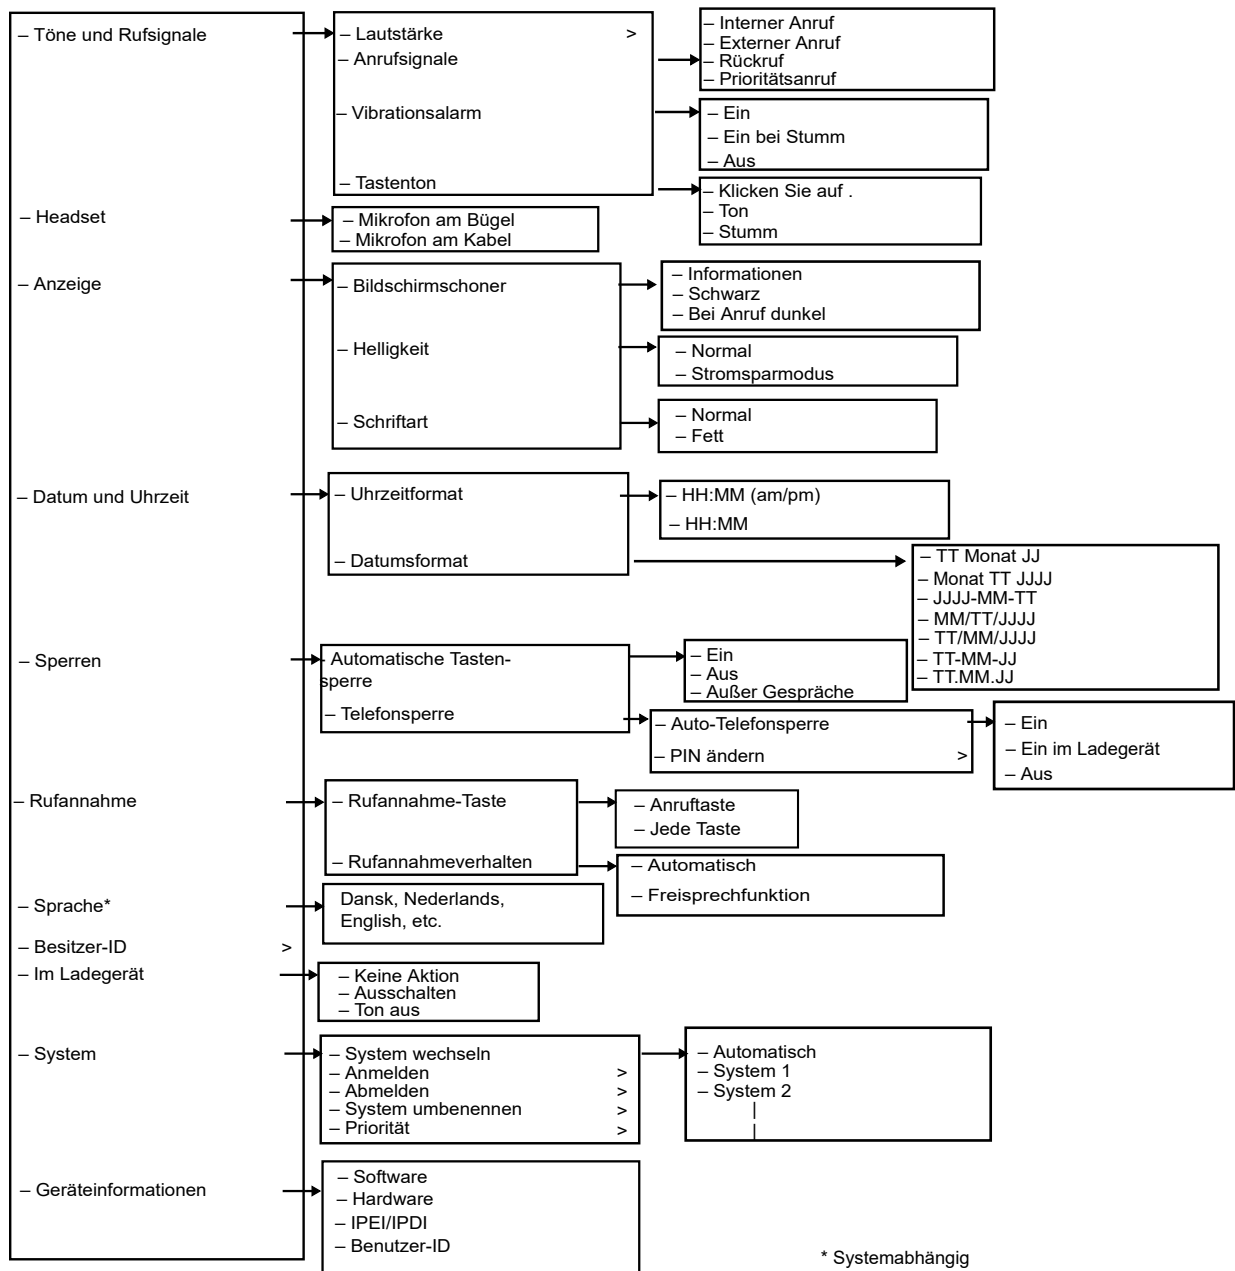 – Töne und Rufsignale
– Lautstärke >
– Anrufsignale
– Interner Anruf
– Externer Anruf
– Rückruf
– Prioritätsanruf
– Vibrationsalarm
– Ein
– Ein bei Stumm
– Aus
– Tastenton
– Klicken Sie auf .
– Ton
– Stumm
– Headset
– Mikrofon am Bügel
– Mikrofon am Kabel
– Anzeige
– Bildschirmschoner
– Informationen
– Schwarz
– Bei Anruf dunkel
– Helligkeit
– Normal
– Stromsparmodus
– Schriftart
– Normal
– Fett
– Datum und Uhrzeit
– Uhrzeitformat
– HH:MM (am/pm)
– HH:MM
– Datumsformat
– TT Monat JJ
– Monat TT JJJJ
– JJJJ-MM-TT
– MM/TT/JJJJ
– TT/MM/JJJJ
– TT-MM-JJ
– TT.MM.JJ
– Sperren
- Automatische Tasten-
sperre
– Ein
– Aus
– Außer Gespräche
– Telefonsperre
– Auto-Telefonsperre
– PIN ändern >
– Ein
– Ein im Ladegerät
– Aus
– Rufannahme
– Rufannahme-Taste
– Anruftaste
– Jede Taste
– Rufannahmeverhalten
– Automatisch
– Freisprechfunktion
– Sprache*
Dansk, Nederlands,
English, etc.
– Besitzer-ID >
– Im Ladegerät
– Keine Aktion
– Ausschalten
– Ton aus
– System
– System wechseln
– Anmelden >
– Abmelden >
– System umbenennen >
– Priorität >
– Automatisch
– System 1
– System 2
|
|
– Geräteinformationen
– Software
– Hardware
– IPEI/IPDI
– Benutzer-ID
* Systemabhängig